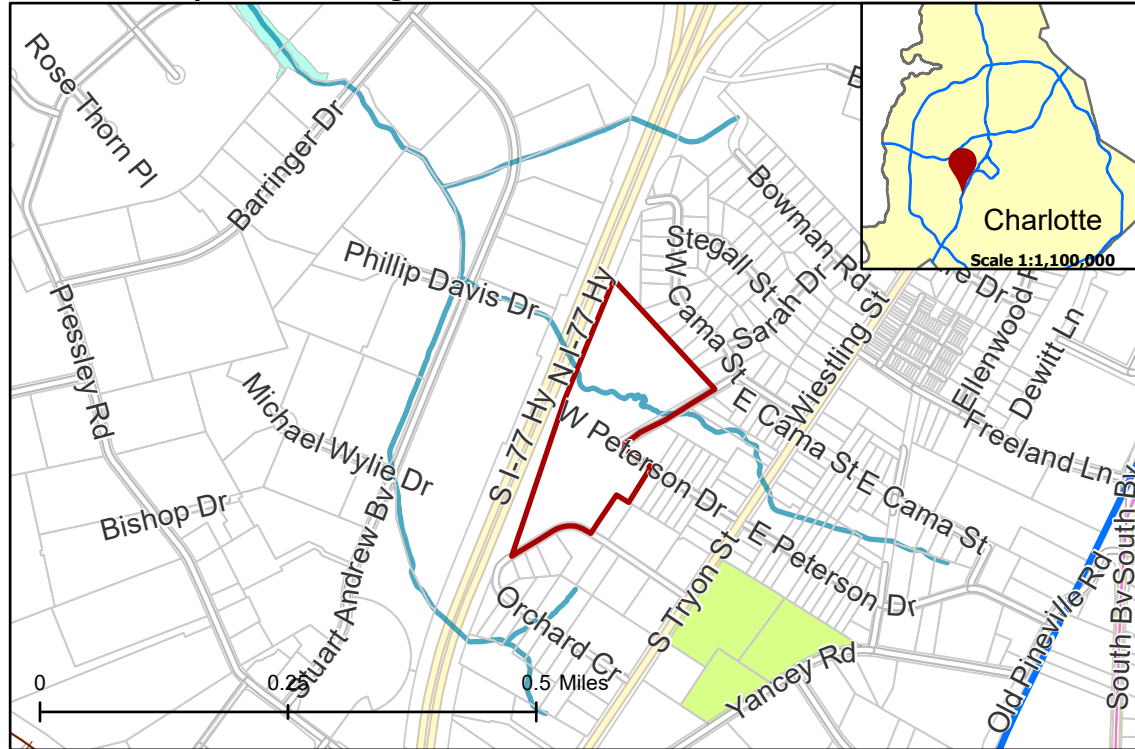 Rose Thorn Pl
Barringer Dr
Charlotte
Scale 1:1,100,000
Bowman Rd
Stegall St
Sarah Dr
W Cama St
Phillip Davis Dr
S I-77 Hy N I-77 Hy
Wiestling St
Ellenwood
Dewitt Ln
Pressley Rd
E Cama St
E Cama St
Freeland Ln
W Peterson Dr
Michael Wylie Dr
Bishop Dr
Stuart Andrew Bv
E Peterson Dr
S Tryon St
Orchard Cr
Yancey Rd
Old Pineville Rd
South Bv South Bv
0
0.25
0.5 Miles